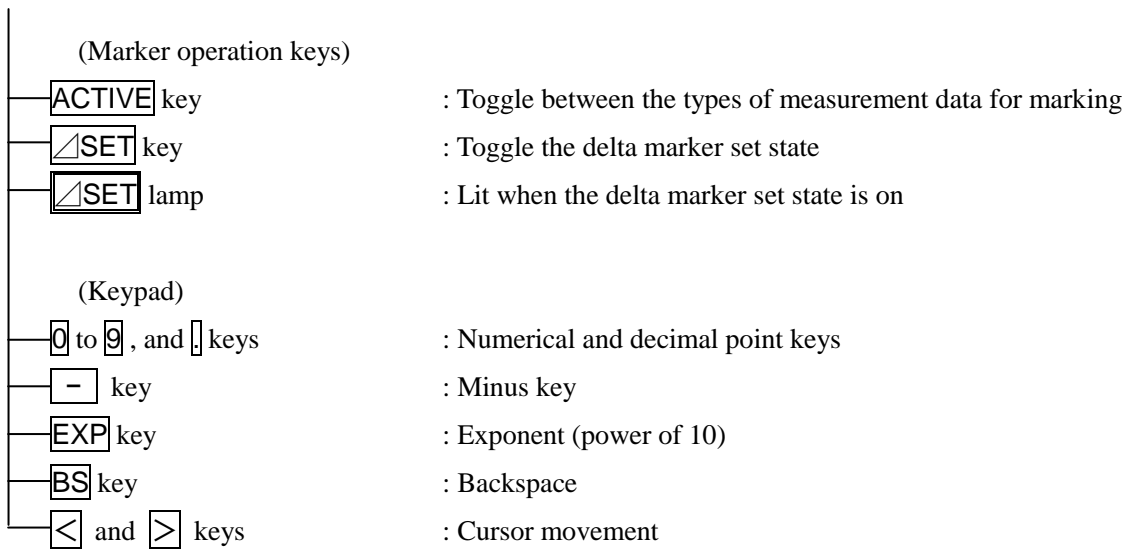 (Marker operation keys)
ACTIVE key : Toggle between the types of measurement data for marking
⊿SET key : Toggle the delta marker set state
⊿SET lamp : Lit when the delta marker set state is on
(Keypad)
0 to 9 , and . keys : Numerical and decimal point keys
− key : Minus key
EXP key : Exponent (power of 10)
BS key : Backspace
< and > keys : Cursor movement